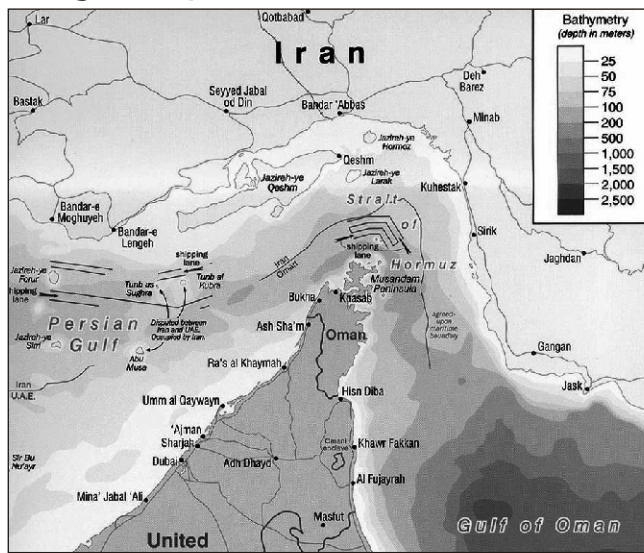 Lar
Qotbabad
Iran
Bathymetry
(depth in meters)
25
50
75
100
200
500
1,000
2,000
2,500
Bastak
Seyyed Jabal
od Din
Bandar 'Abbas
Deh
Barez
Minab
Jazireh-ye
Hormoz
Qeshm
Jazireh-ye
Qeshm
Jazireh-ye
Larak
Kuhestak
Bandar-e
Moghuyeh
Bandar-e
Lengeh
Strait
of
Hormuz
Sirik
Jaghdan
Iran
Oman
shipping
lane
shipping
lane
Jazireh-ye
Forur
Tunb as
Sughra
Tunb al
Kubra
hipping
lane
Musandam
Peninsula
Bukha
Khasab
Persian
Gulf
Disputed between
Iran and UAE.
Occupied by Iran.
Ash Sha'm
Oman
Agreed-
upon
maritime
boundary
Jazireh-ye
Sirri
Abu
Musa
Gangan
Ra's al Khaymah
Iran
U.A.E.
Jask
Umm al Qaywayn
Hisn Diba
'Ajman
Sharjah
Dubai
Omani
enclave
Khawr Fakkan
Sir Bu
Nu'ayr
Adh Dhayd
Al Fujayrah
Mina' Jabal 'Ali
Masfut
United
Gulf of Oman